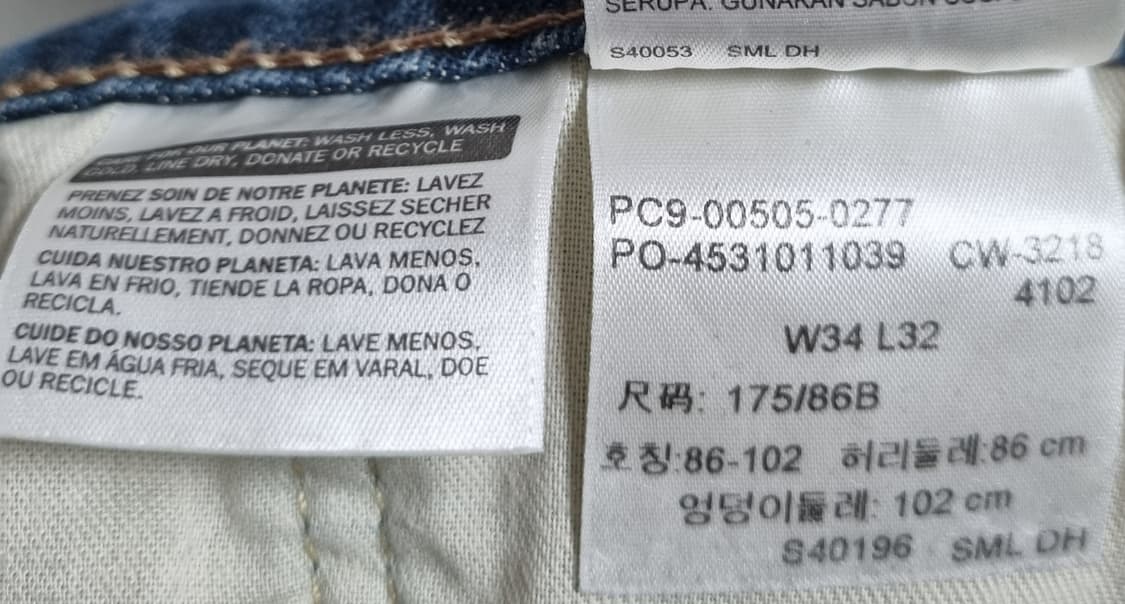 CARE FOR OUR PLANET: WASH LESS, WASH
COLD, LINE DRY, DONATE OR RECYCLE
PRENEZ SOIN DE NOTRE PLANETE: LAVEZ
MOINS, LAVEZ A FROID, LAISSEZ SECHER
NATURELLEMENT, DONNEZ OU RECYCLEZ
CUIDA NUESTRO PLANETA: LAVA MENOS,
LAVA EN FRIO, TIENDE LA ROPA, DONA O
RECICLA.
CUIDE DO NOSSO PLANETA: LAVE MENOS,
LAVE EM ÁGUA FRIA, SEQUE EM VARAL, DOE
OU RECICLE.
SERUPA. GUNAKAN SABUN
S40053 SML DH
PC9-00505-0277
PO-4531011039 CW-3218
4102
W34 L32
尺码: 175/86B
호칭:86-102 허리둘레:86 cm
엉덩이둘레: 102 cm
S40196 SML DH